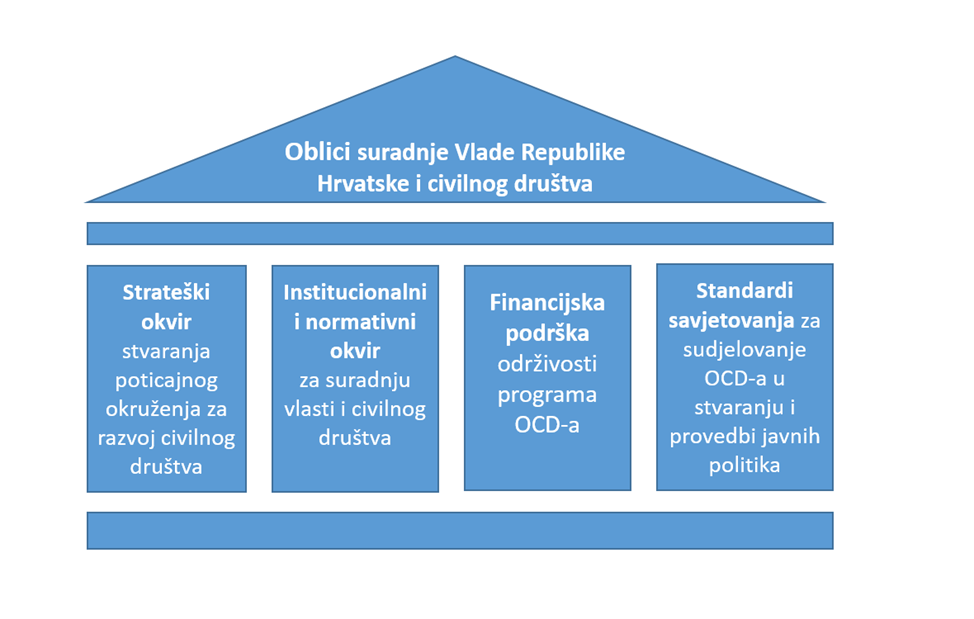 Oblici suradnje Vlade Republike
Hrvatske i civilnog društva
Strateški
okvir
stvaranja
poticajnog
okruženja za
razvoj civilnog
društva
Institucionalni
i normativni
okvir
za suradnju
vlasti i civilnog
društva
Financijska
podrška
održivosti
programa
OCD-a
Standardi
savjetovanja za
sudjelovanje
OCD-a u
stvaranju i
provedbi javnih
politika